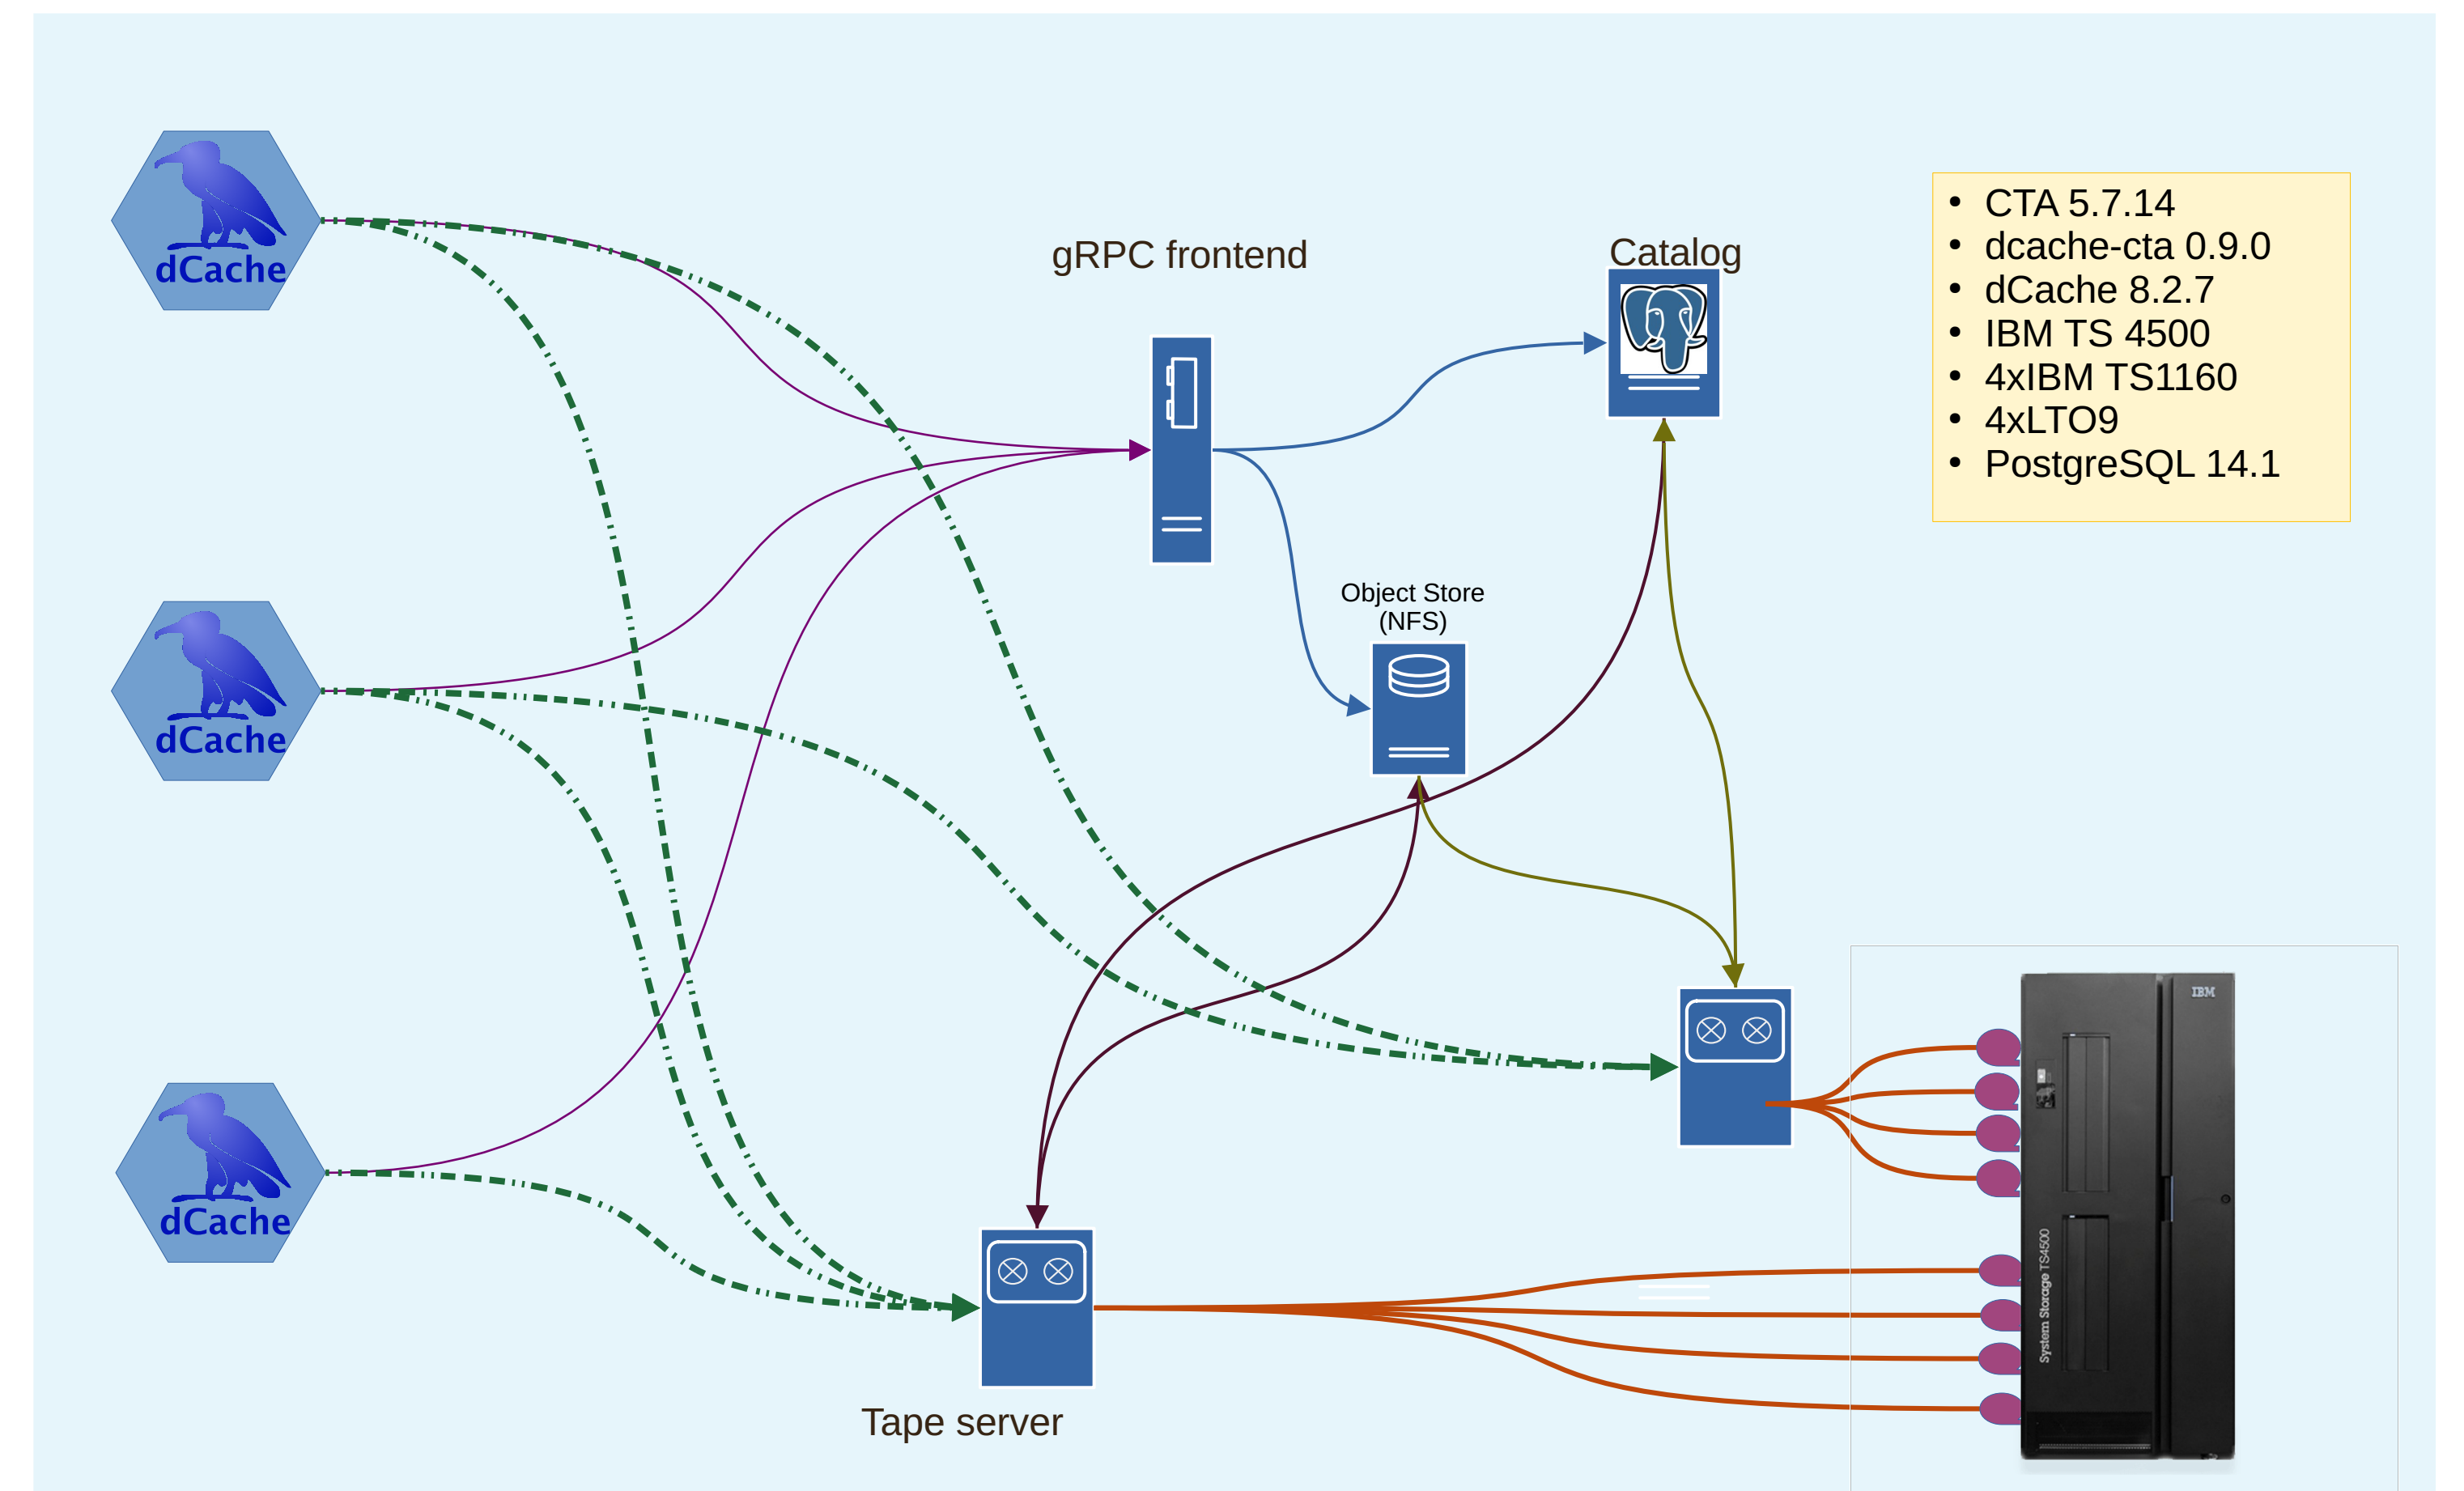 dCache
dCache
dCache
gRPC frontend
Catalog
Object Store
(NFS)
Tape server
• CTA 5.7.14
• dcache-cta 0.9.0
• dCache 8.2.7
• IBM TS 4500
• 4xIBM TS1160
• 4xLTO9
• PostgreSQL 14.1
IBM
System Storage TS4500